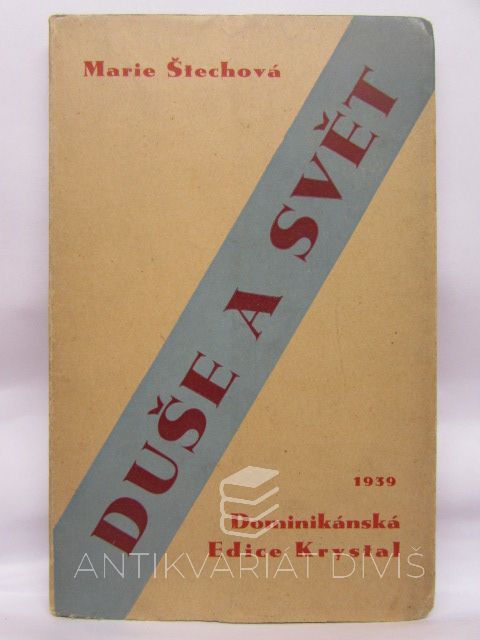 Marie Štechová
DUŠE A SVĚT
1939
Dominikánská
Edice Krystal
ANTIKVARIÁT DIVIŠ